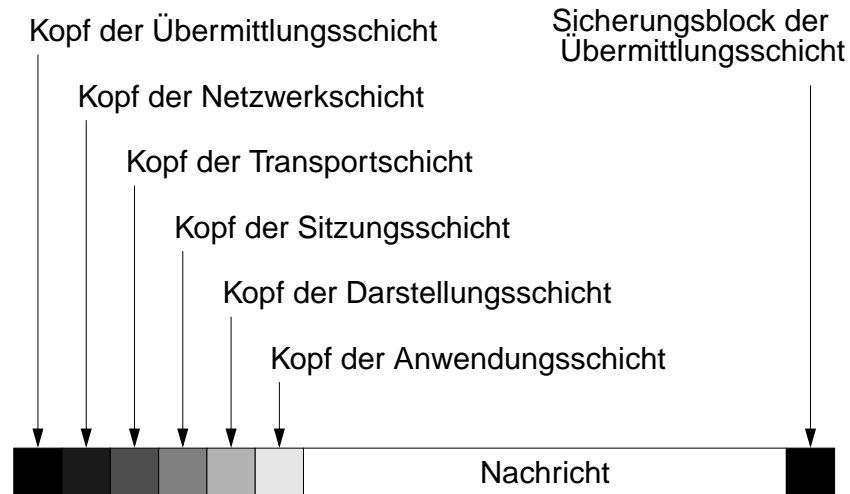 Kopf der Übermittlungsschicht
Sicherungsblock der
Übermittlungsschicht
Kopf der Netzwerkschicht
Kopf der Transportschicht
Kopf der Sitzungsschicht
Kopf der Darstellungsschicht
Kopf der Anwendungsschicht
Nachricht